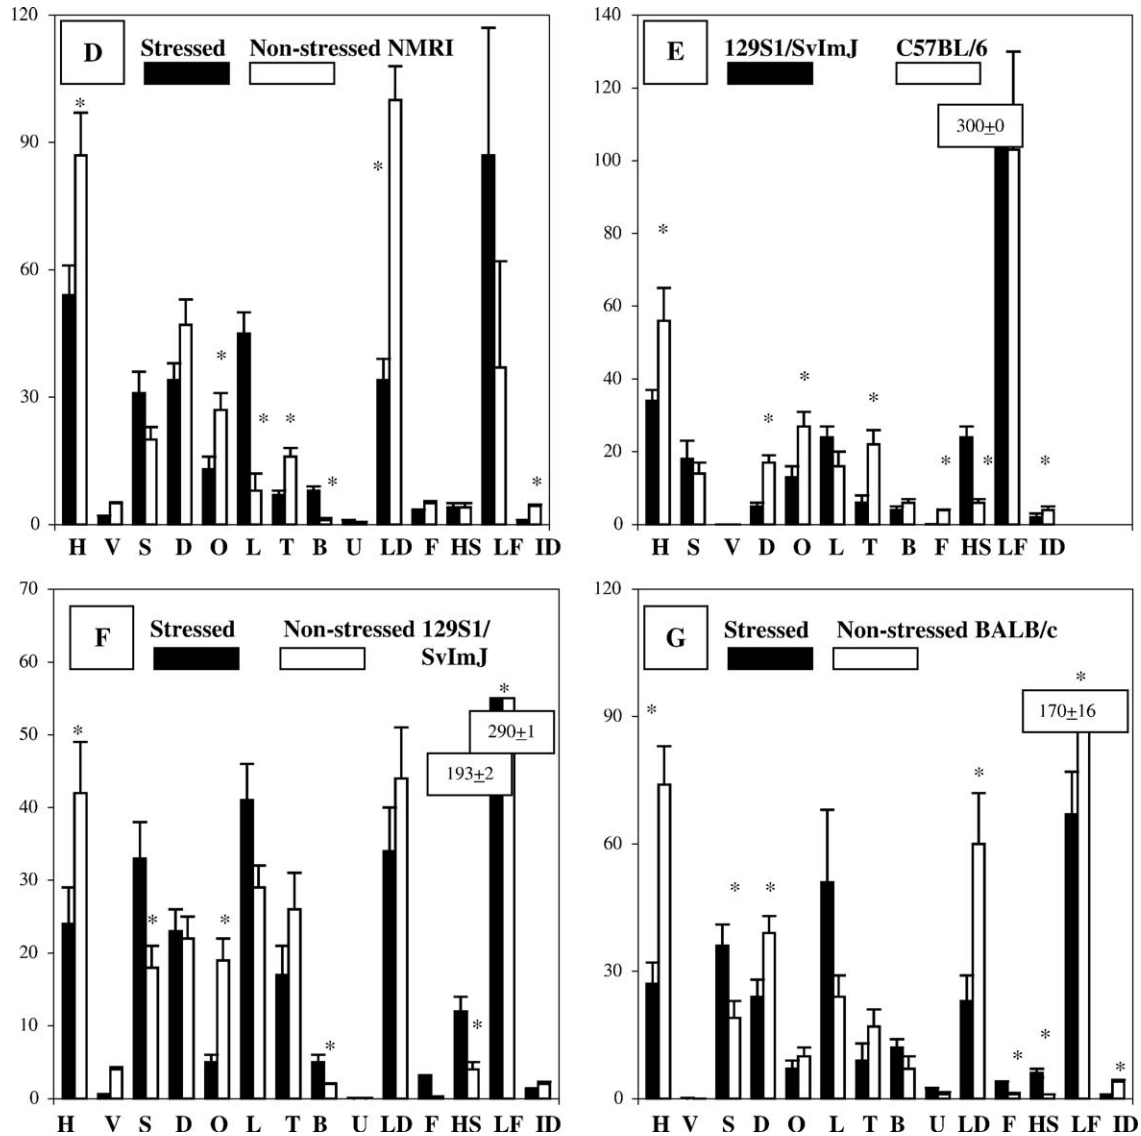 D
Stressed Non-stressed NMRI
120
90
60
30
0
* * * * * * *
H V S D O L T B U LD F HS LF ID
E
129S1/SvImJ C57BL/6
140
120
100
80
60
40
20
0
300±0
* * * * * * *
H S V D O L T B F HS LF ID
F
Stressed Non-stressed 129S1/
SvImJ
70
60
50
40
30
20
10
0
290±1
193±2
* * * * * *
H V S D O L T B U LD F HS LF ID
G
Stressed Non-stressed BALB/c
120
90
60
30
0
170±16
* * * * * * * *
H V S D O L T B U LD F HS LF ID